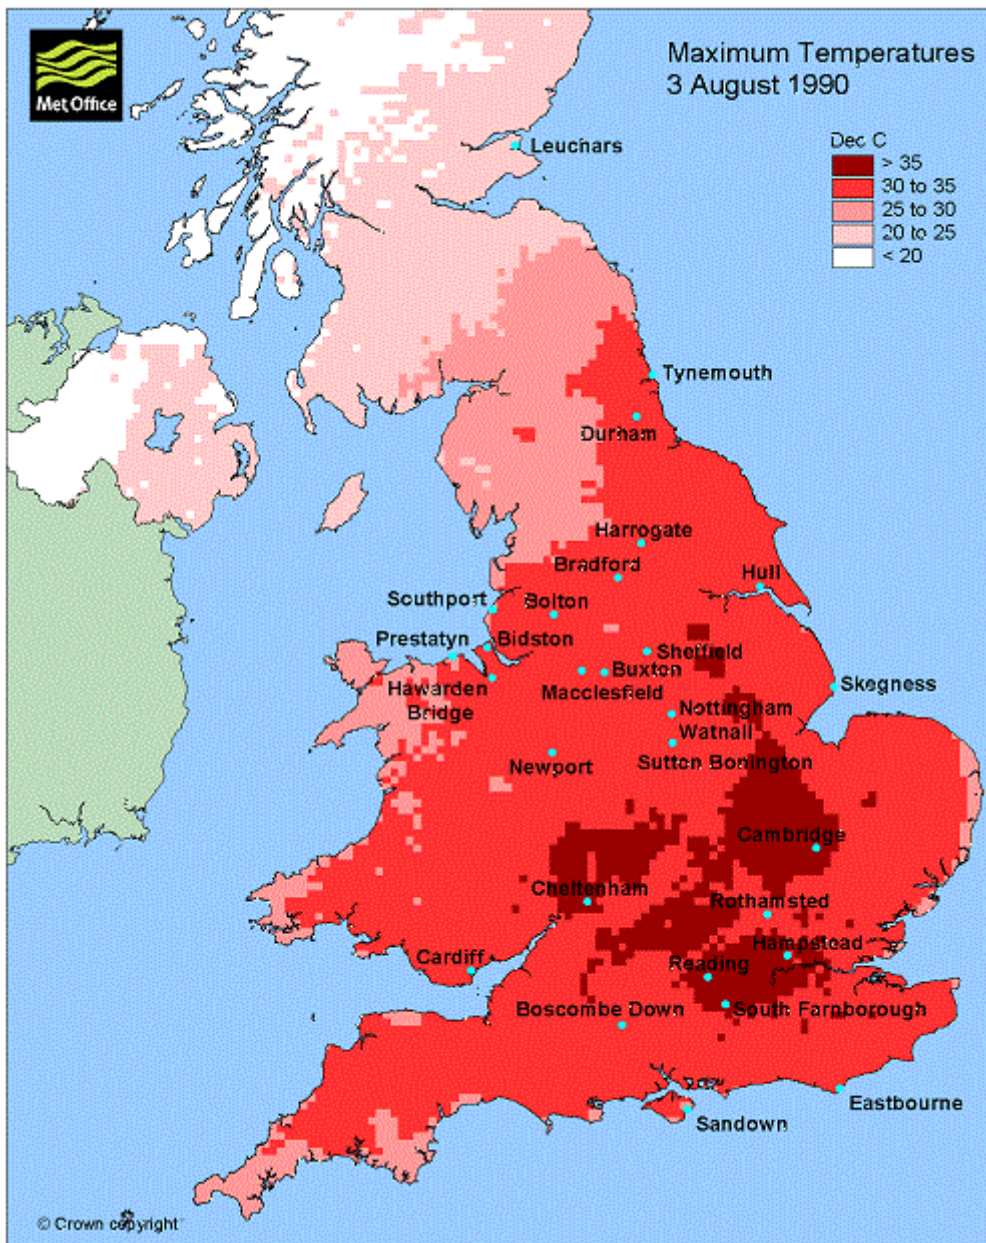 Met Office
Maximum Temperatures
3 August 1990
Dec C
> 35
30 to 35
25 to 30
20 to 25
< 20
Leuchars
Tynemouth
Durham
Harrogate
Bradford
Hull
Southport
Bolton
Prestatyn
Bidston
Sheffield
Buxton
Hawarden
Bridge
Macclesfield
Skegness
Nottingham
Watnall
Newport
Sutton Bonington
Cambridge
Cheltenham
Rothamsted
Hampstead
Cardiff
Reading
Boscombe Down
South Farnborough
Eastbourne
Sandown
© Crown copyright